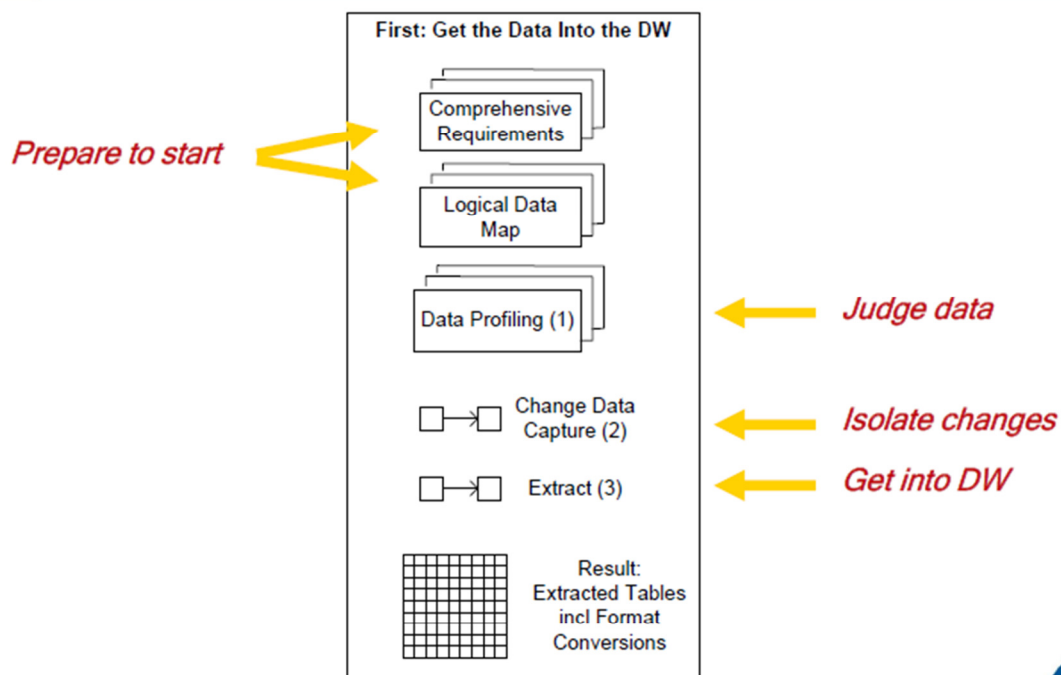 First: Get the Data Into the DW
Comprehensive
Requirements
Prepare to start
Logical Data
Map
Data Profiling (1)
Judge data
Change Data
Capture (2)
Isolate changes
Extract (3)
Get into DW
Result:
Extracted Tables
incl Format
Conversions